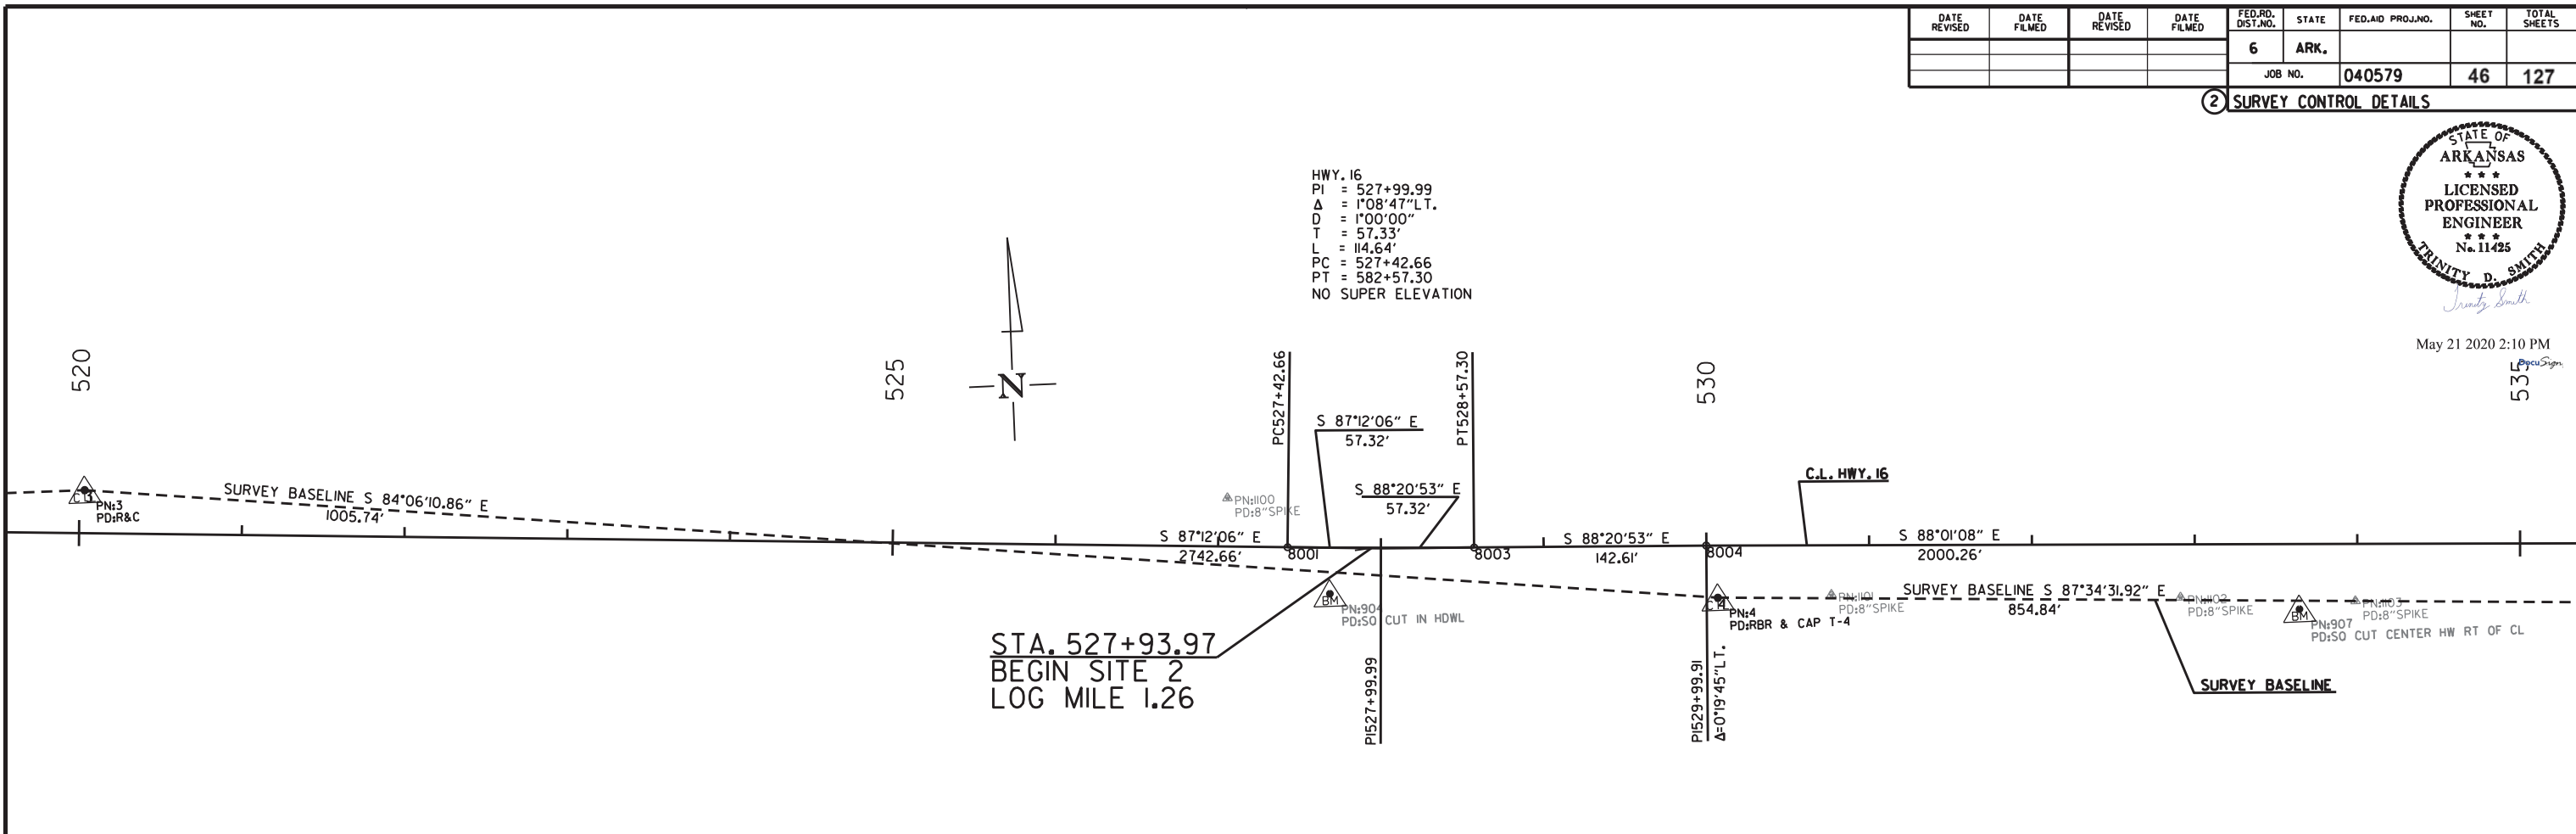 DATE REVISED
DATE FILMED
DATE REVISED
DATE FILMED
FED.RD. DIST.NO.
STATE
FED.AID PROJ.NO.
SHEET NO.
TOTAL SHEETS
6
ARK.
JOB NO.
040579
46
127
2
SURVEY CONTROL DETAILS
STATE OF
ARKANSAS
LICENSED
PROFESSIONAL
ENGINEER
No. 11425
TRINITY D. SMITH
Trinity Smith
May 21 2020 2:10 PM
DocuSign
HWY. 16
PI = 527+99.99
Δ = 1°08'47"LT.
D = 1°00'00"
T = 57.33'
L = 114.64'
PC = 527+42.66
PT = 582+57.30
NO SUPER ELEVATION
520
525
530
535
N
PC527+42.66
PT528+57.30
S 87°12'06" E
57.32'
S 88°20'53" E
57.32'
C.L. HWY. 16
PN:3
PD:R&C
SURVEY BASELINE S 84°06'10.86" E
1005.74'
PN:1100
PD:8"SPIKE
S 87°12'06" E
2742.66'
8001
8003
S 88°20'53" E
142.61'
8004
S 88°01'08" E
2000.26'
BM
PN:904
PD:SQ CUT IN HDWL
PN:4
PD:RBR & CAP T-4
PN:1101
PD:8"SPIKE
SURVEY BASELINE S 87°34'31.92" E
854.84'
PN:1102
PD:8"SPIKE
BM
PN:907
PD:SQ CUT CENTER HW RT OF CL
PN:1103
PD:8"SPIKE
STA. 527+93.97
BEGIN SITE 2
LOG MILE 1.26
PI527+99.99
PI529+99.91
Δ=0°19'45"LT.
SURVEY BASELINE